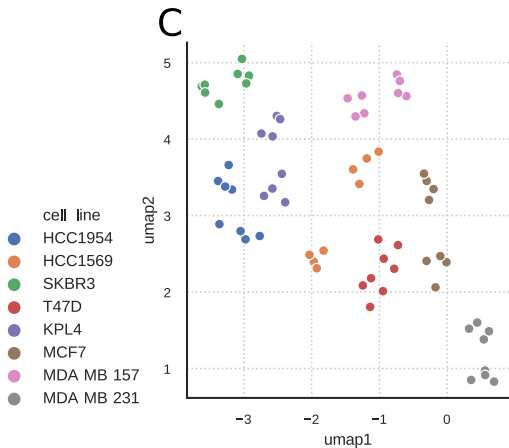 C
5
4
3
2
1
umap2
cell line
HCC1954
HCC1569
SKBR3
T47D
KPL4
MCF7
MDA MB 157
MDA MB 231
−3 −2 −1 0
umap1